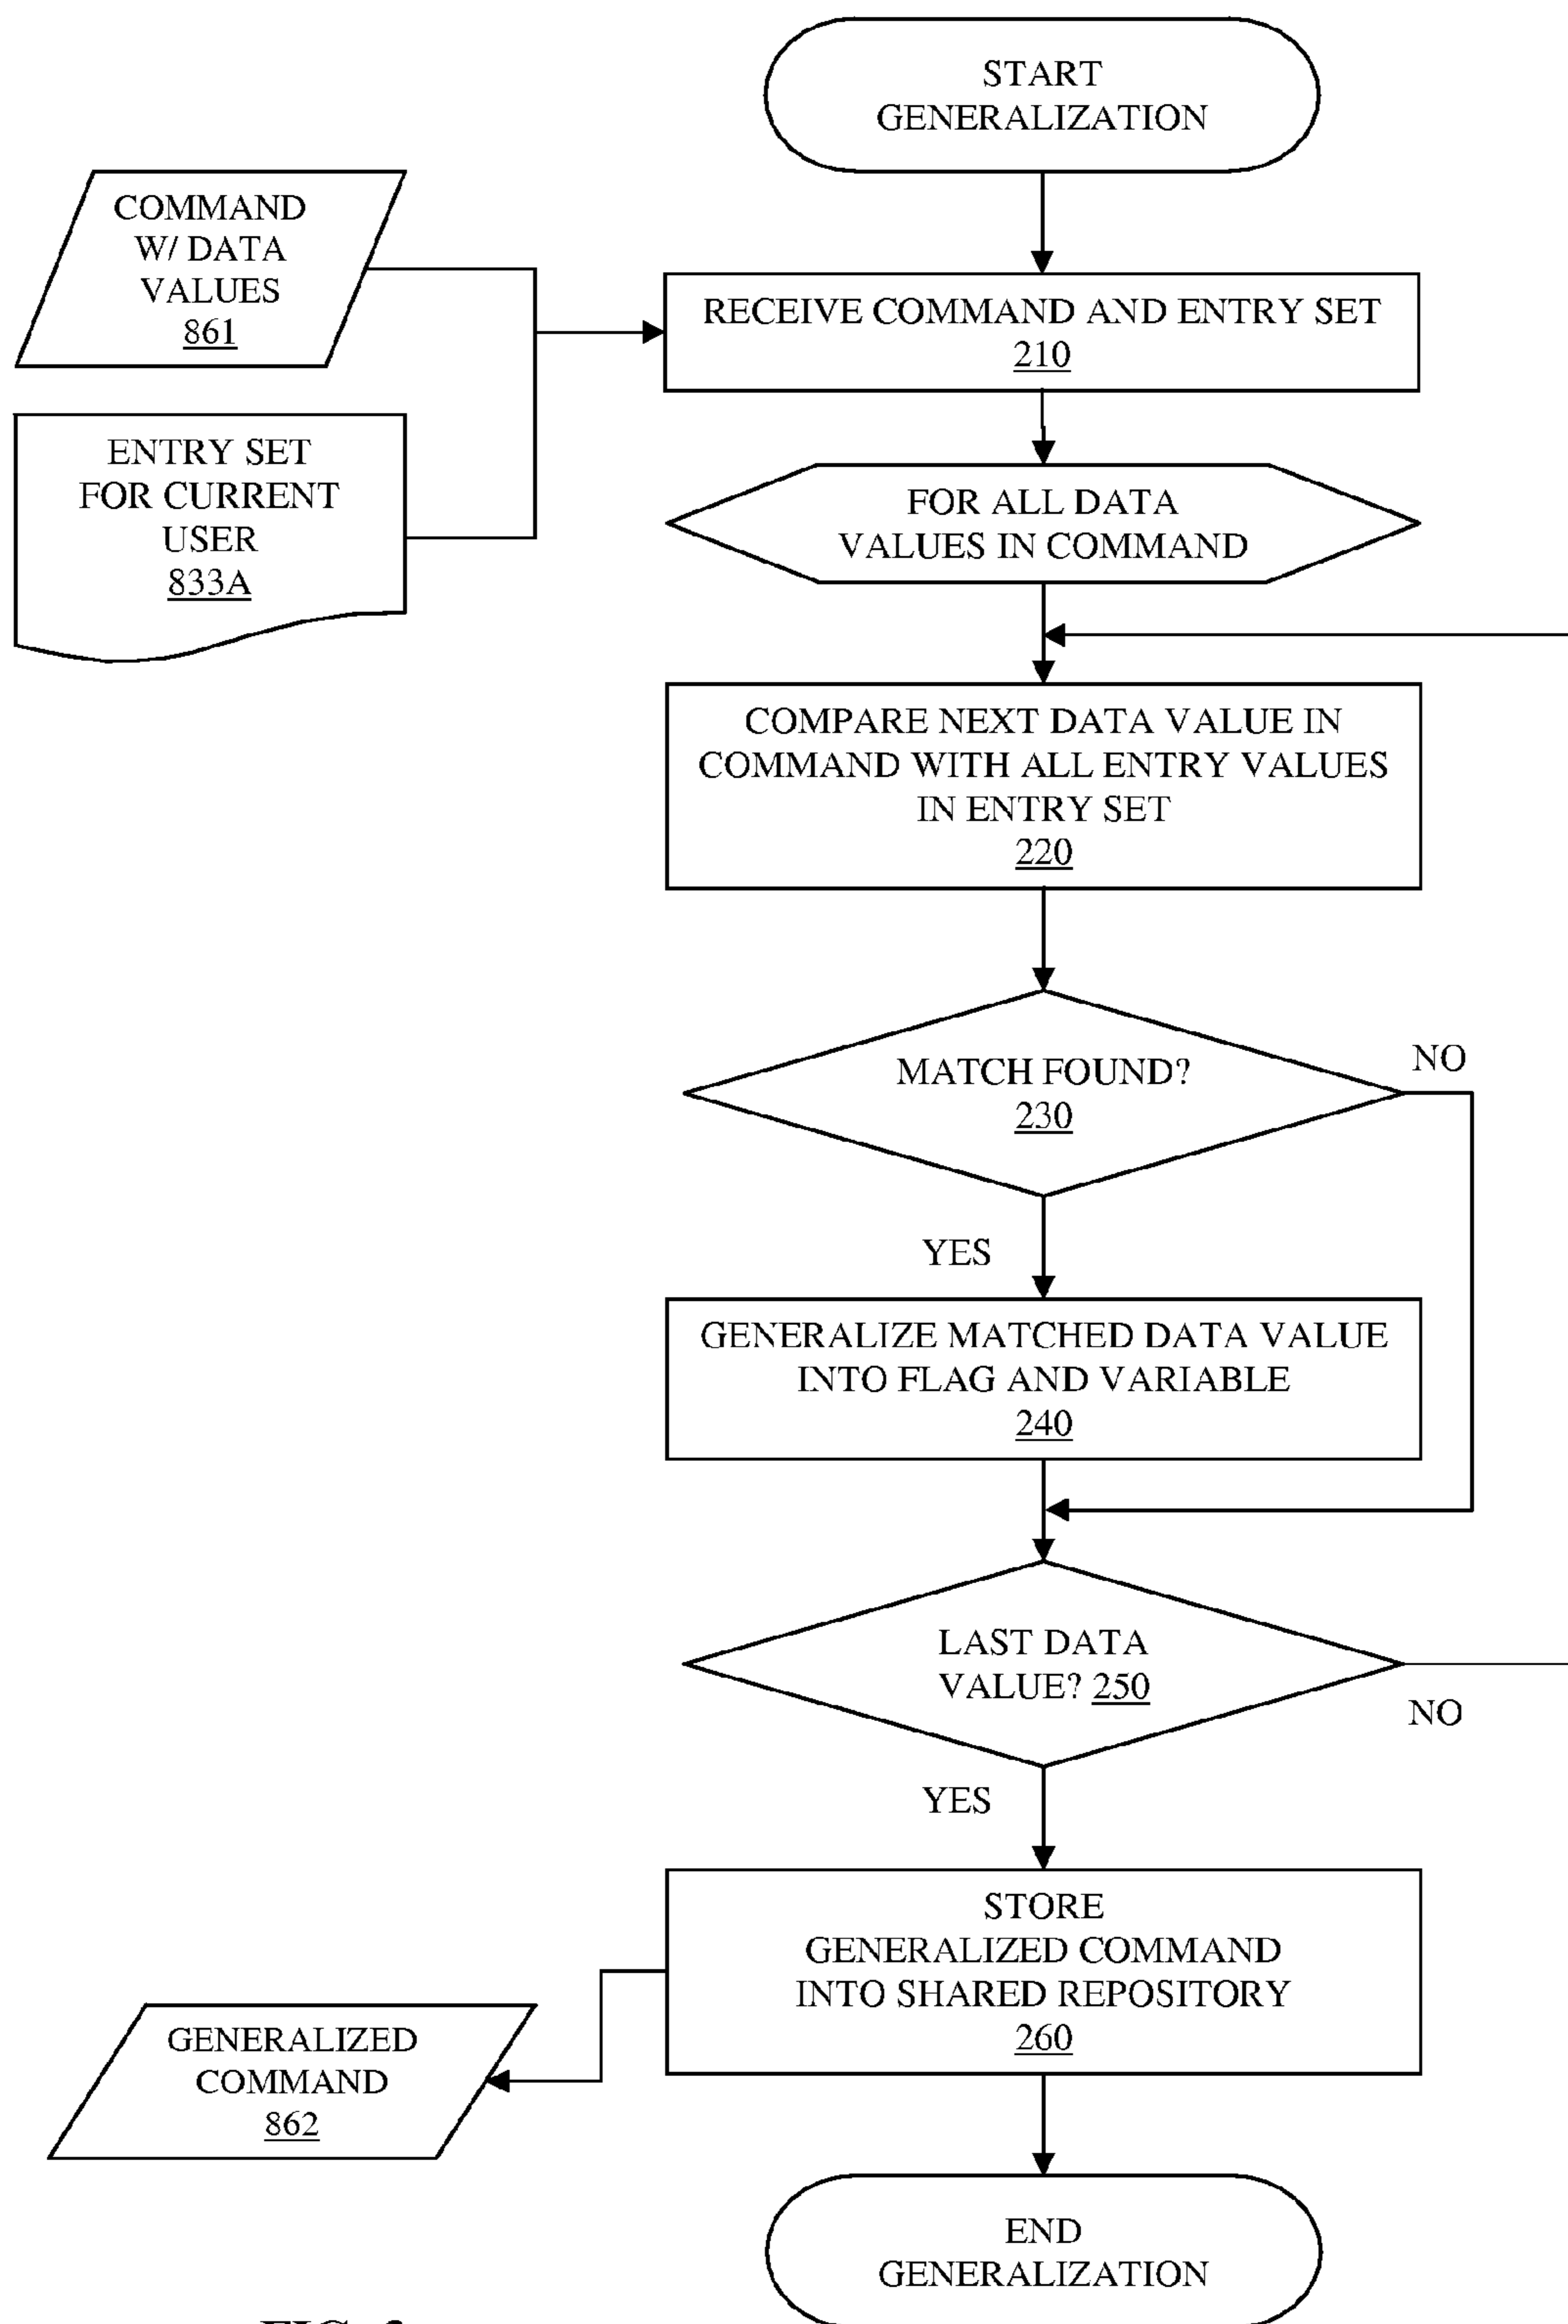 START
GENERALIZATION
COMMAND
W/ DATA
VALUES
861
RECEIVE COMMAND AND ENTRY SET
210
ENTRY SET
FOR CURRENT
USER
833A
FOR ALL DATA
VALUES IN COMMAND
COMPARE NEXT DATA VALUE IN
COMMAND WITH ALL ENTRY VALUES
IN ENTRY SET
220
MATCH FOUND?
230
NO
YES
GENERALIZE MATCHED DATA VALUE
INTO FLAG AND VARIABLE
240
LAST DATA
VALUE? 250
NO
YES
STORE
GENERALIZED COMMAND
INTO SHARED REPOSITORY
260
GENERALIZED
COMMAND
862
END
GENERALIZATION